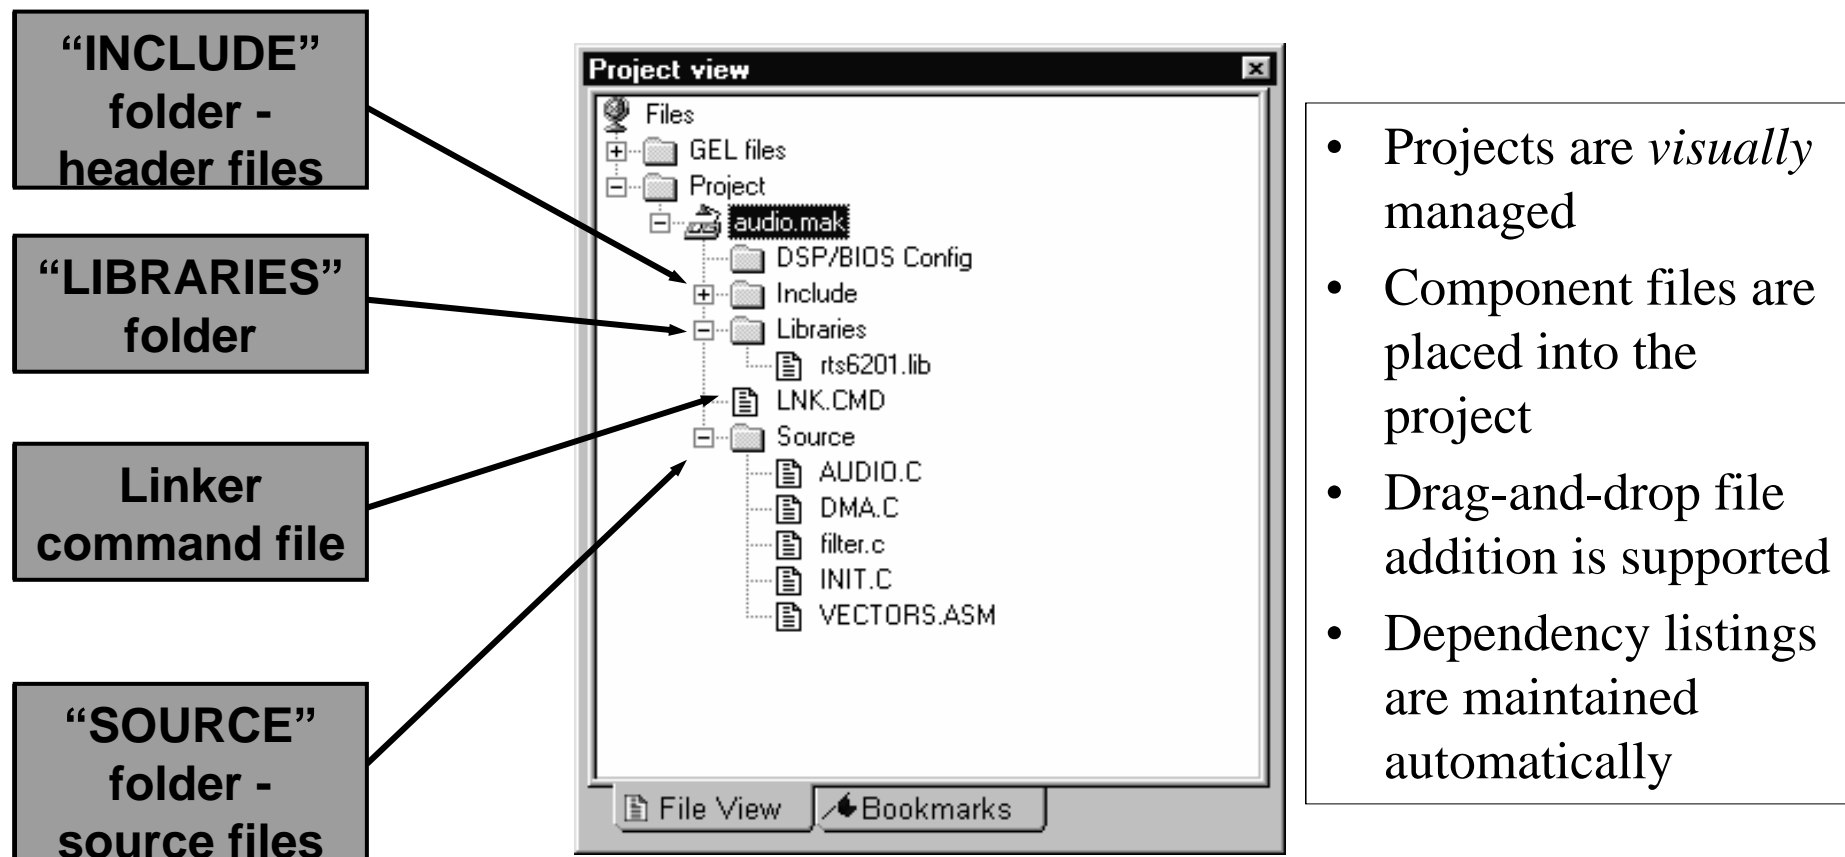 “INCLUDE”
folder -
header files
“LIBRARIES”
folder
Linker
command file
“SOURCE”
folder -
source files
Project view
Files
GEL files
Project
audio.mak
DSP/BIOS Config
Include
Libraries
rts6201.lib
LNK.CMD
Source
AUDIO.C
DMA.C
filter.c
INIT.C
VECTORS.ASM
File View
Bookmarks
• Projects are visually
managed
• Component files are
placed into the
project
• Drag-and-drop file
addition is supported
• Dependency listings
are maintained
automatically